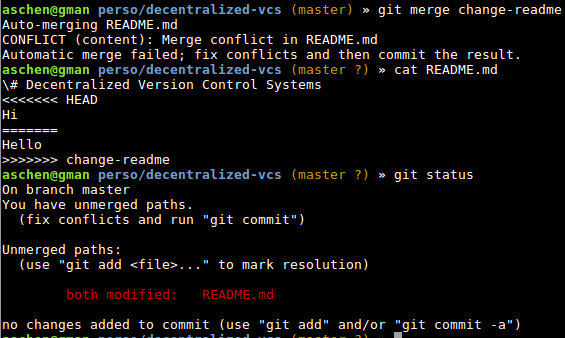 aschen@gman perso/decentralized-vcs (master) » git merge change-readme
Auto-merging README.md
CONFLICT (content): Merge conflict in README.md
Automatic merge failed; fix conflicts and then commit the result.
aschen@gman perso/decentralized-vcs (master ?) » cat README.md
\# Decentralized Version Control Systems
<<<<<<< HEAD
Hi
=======
Hello
>>>>>>> change-readme
aschen@gman perso/decentralized-vcs (master ?) » git status
On branch master
You have unmerged paths.
  (fix conflicts and run "git commit")

Unmerged paths:
  (use "git add <file>..." to mark resolution)

        both modified:   README.md

no changes added to commit (use "git add" and/or "git commit -a")
aschen@gman perso/decentralized-vcs (master ?) »